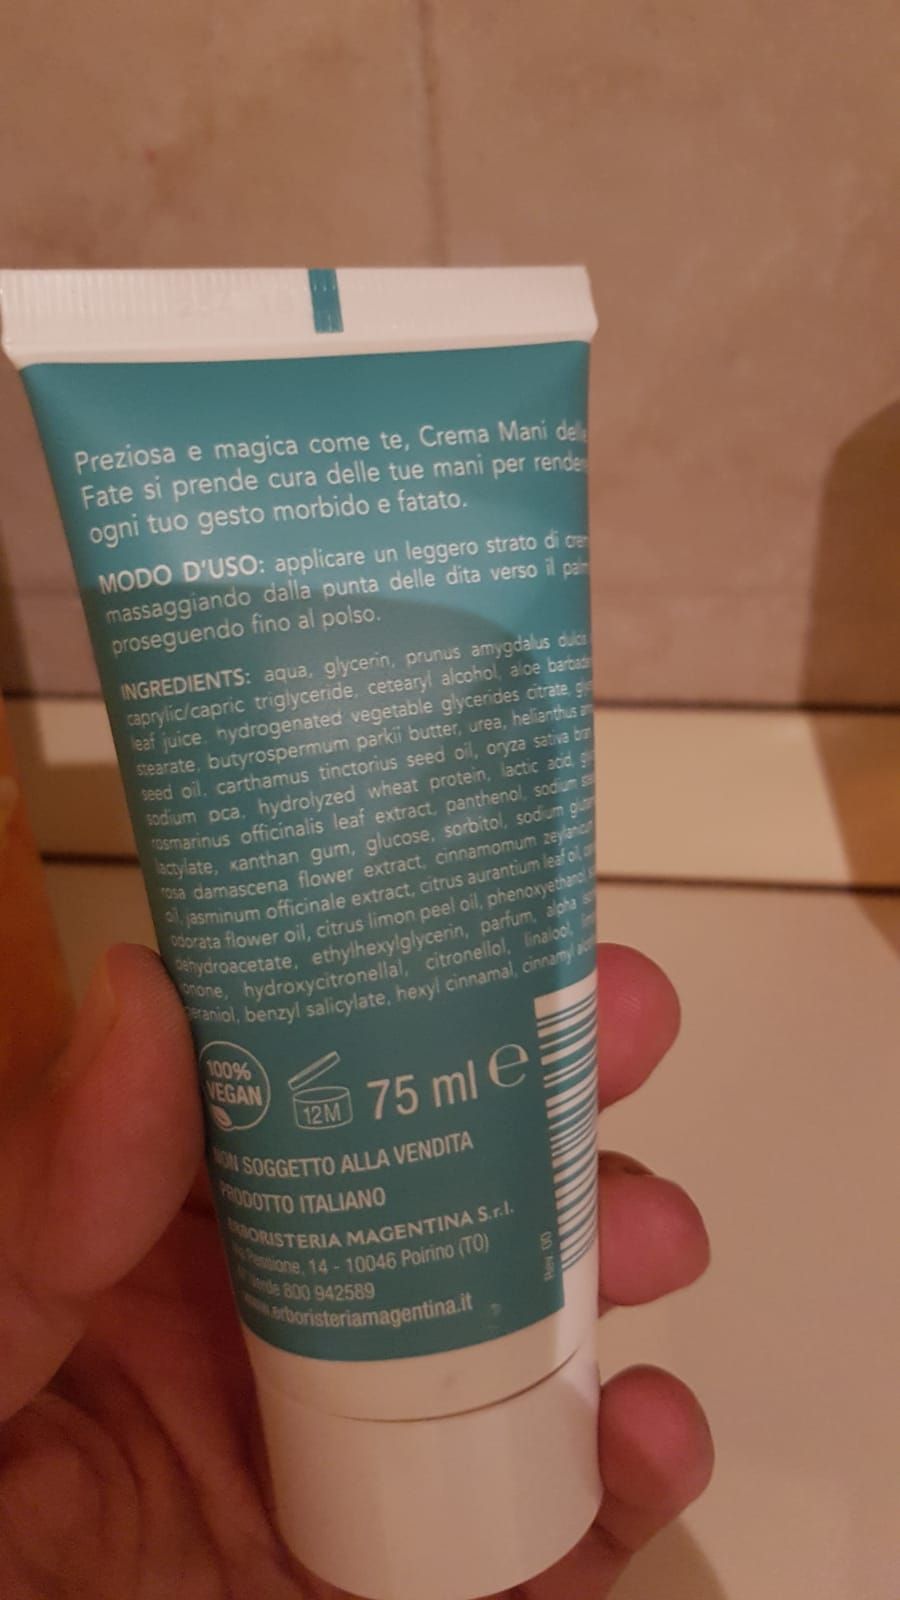 Preziosa e magica come te, Crema Mani delle
Fate si prende cura delle tue mani per render
ogni tuo gesto morbido e fatato.
MODO D'USO: applicare un leggero strato di
massaggiando dalla punta delle dita verso il
proseguendo fino al polso.
INGREDIENTS: aqua, glycerin, prunus amygdalus dulcis
caprylic/capric triglyceride, cetearyl alcohol, aloe
leaf juice, hydrogenated vegetable glycerides citrate,
stearate, butyrospermum parkii butter, urea, helianthus
seed oil, carthamus tinctorius seed oil, oryza sativa bran
sodium pca, hydrolyzed wheat protein, lactic acid,
rosmarinus officinalis leaf extract, panthenol, sodium
lactylate, xanthan gum, glucose, sorbitol, sodium
rosa damascena flower extract, cinnamomum
oil, jasminum officinale extract, citrus aurantium leaf oil,
odorata flower oil, citrus limon peel oil, phenoxyethanol,
dehydroacetate, ethylhexylglycerin, parfum, alpha
ionone, hydroxycitronellal, citronellol, linalool,
geraniol, benzyl salicylate, hexyl cinnamal, cinnamyl
100%
VEGAN
12M
75 ml e
NON SOGGETTO ALLA VENDITA
PRODOTTO ITALIANO
ERBORISTERIA MAGENTINA S.r.l.
14 - 10046 Poirino (TO)
800 942589
www.erboristeriamagentina.it
Rev 00